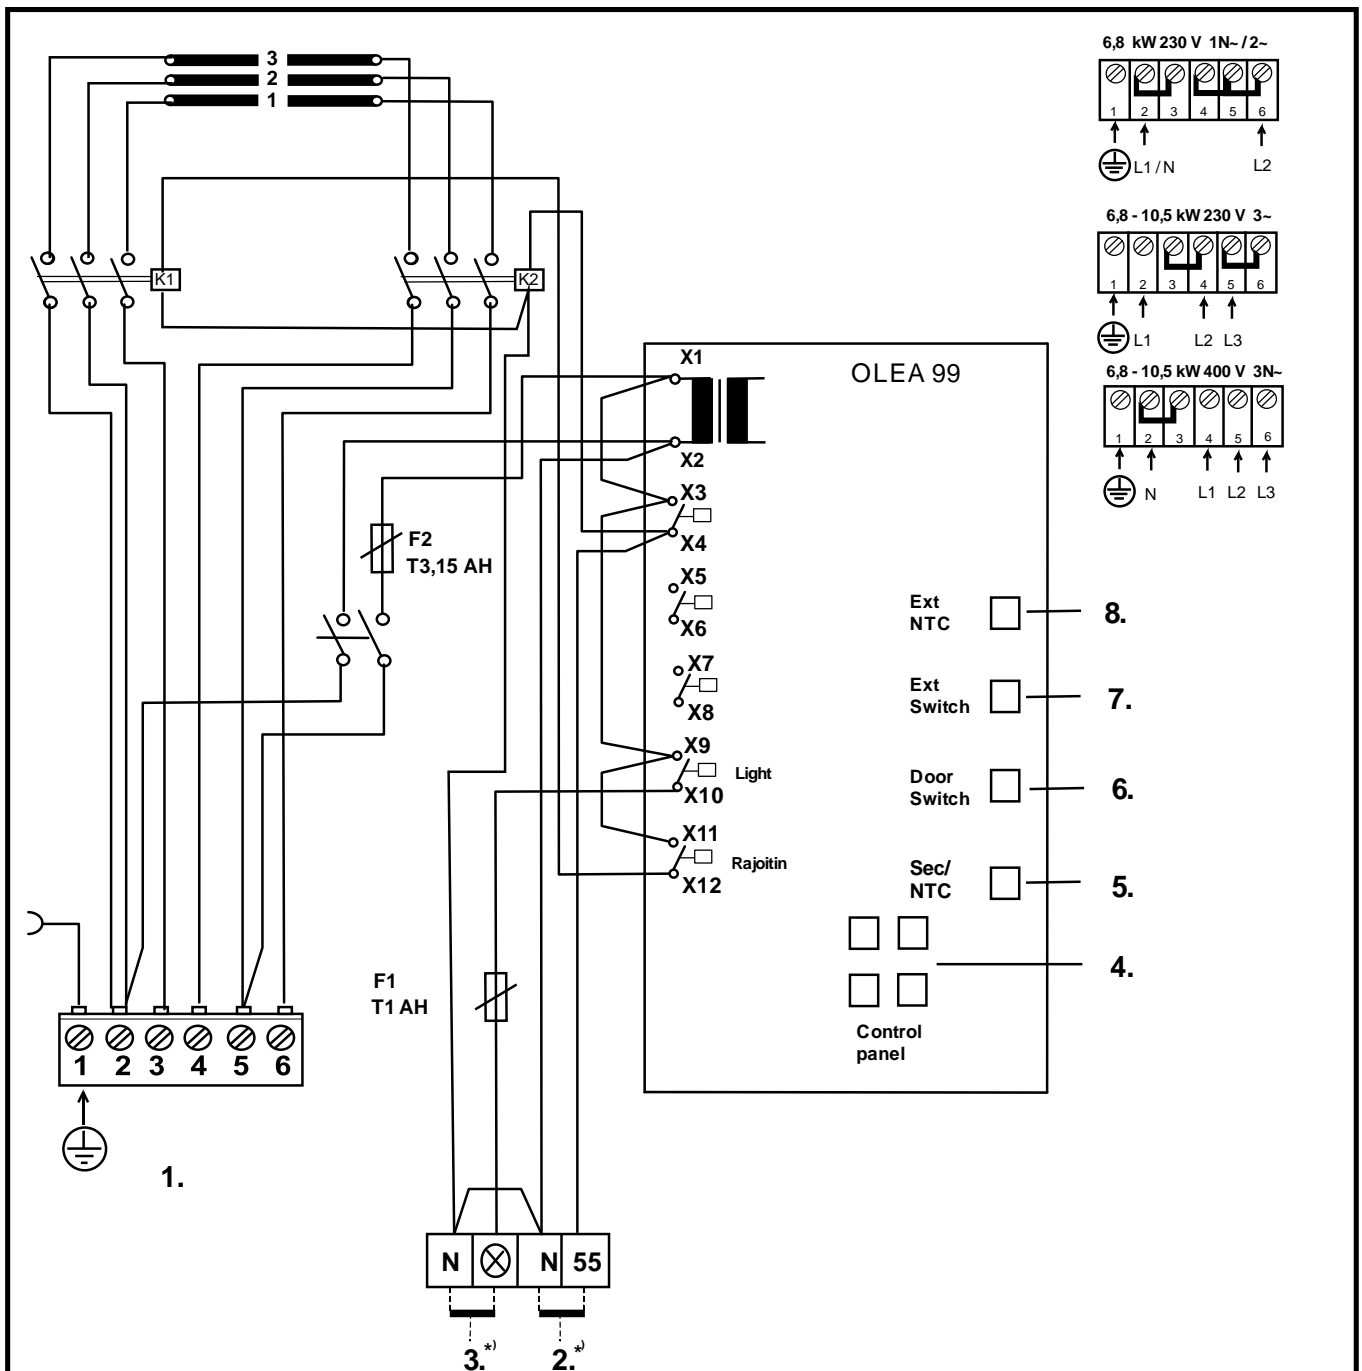 3
2
1
K1
K2
6,8 kW 230 V 1N~ / 2~
1 2 3 4 5 6
L1 / N L2
6,8 - 10,5 kW 230 V 3~
1 2 3 4 5 6
L1 L2 L3
6,8 - 10,5 kW 400 V 3N~
1 2 3 4 5 6
N L1 L2 L3
OLEA 99
X1
X2
X3
X4
X5
X6
X7
X8
X9
Light
X10
X11
Rajoitin
X12
F2
T3,15 AH
Ext
NTC
8.
Ext
Switch
7.
Door
Switch
6.
Sec/
NTC
5.
4.
Control
panel
F1
T1 AH
1 2 3 4 5 6
1.
N N 55
3.*)
2.*)